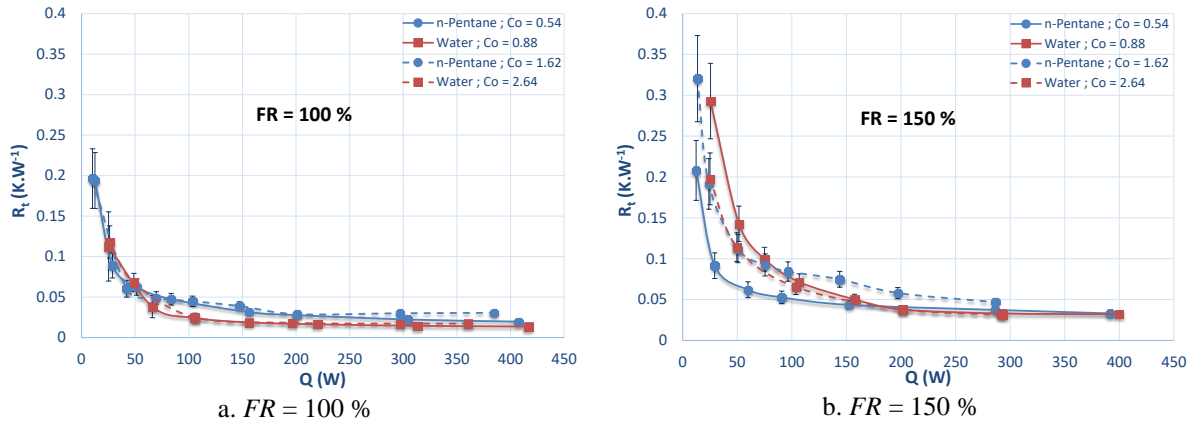 0.4
0.35
0.3
0.25
0.2
0.15
0.1
0.05
0
R_t (K.W⁻¹)
n-Pentane ; Co = 0.54
Water ; Co = 0.88
n-Pentane ; Co = 1.62
Water ; Co = 2.64
FR = 100 %
0 50 100 150 200 250 300 350 400 450
Q (W)
a. FR = 100 %
0.4
0.35
0.3
0.25
0.2
0.15
0.1
0.05
0
R_t (K.W⁻¹)
n-Pentane ; Co = 0.54
Water ; Co = 0.88
n-Pentane ; Co = 1.62
Water ; Co = 2.64
FR = 150 %
0 50 100 150 200 250 300 350 400 450
Q (W)
b. FR = 150 %